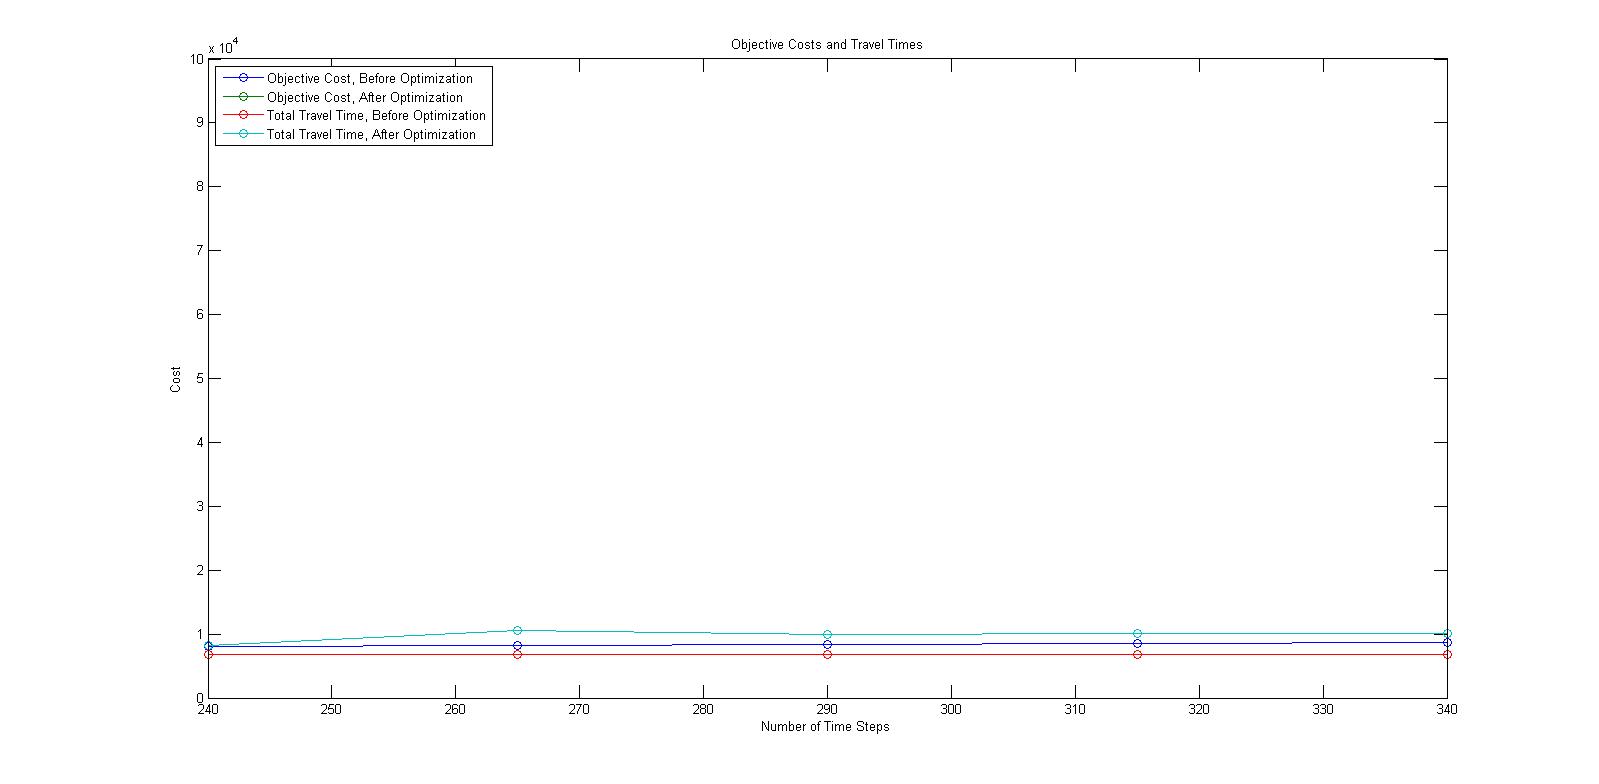 Objective Costs and Travel Times
x 10^4
Objective Cost, Before Optimization
Objective Cost, After Optimization
Total Travel Time, Before Optimization
Total Travel Time, After Optimization
10
9
8
7
6
5
4
3
2
1
0
Cost
240 250 260 270 280 290 300 310 320 330 340
Number of Time Steps